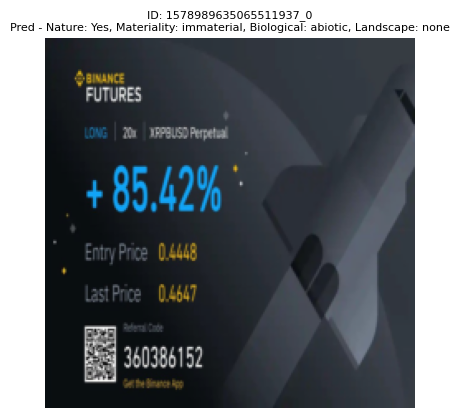 ID: 1578989635065511937_0
Pred - Nature: Yes, Materiality: immaterial, Biological: abiotic, Landscape: none
BINANCE
FUTURES
LONG | 20x | XRPBUSD Perpetual
+ 85.42%
Entry Price 0.4448
Last Price 0.4647
Referral Code
360386152
Get the Binance App